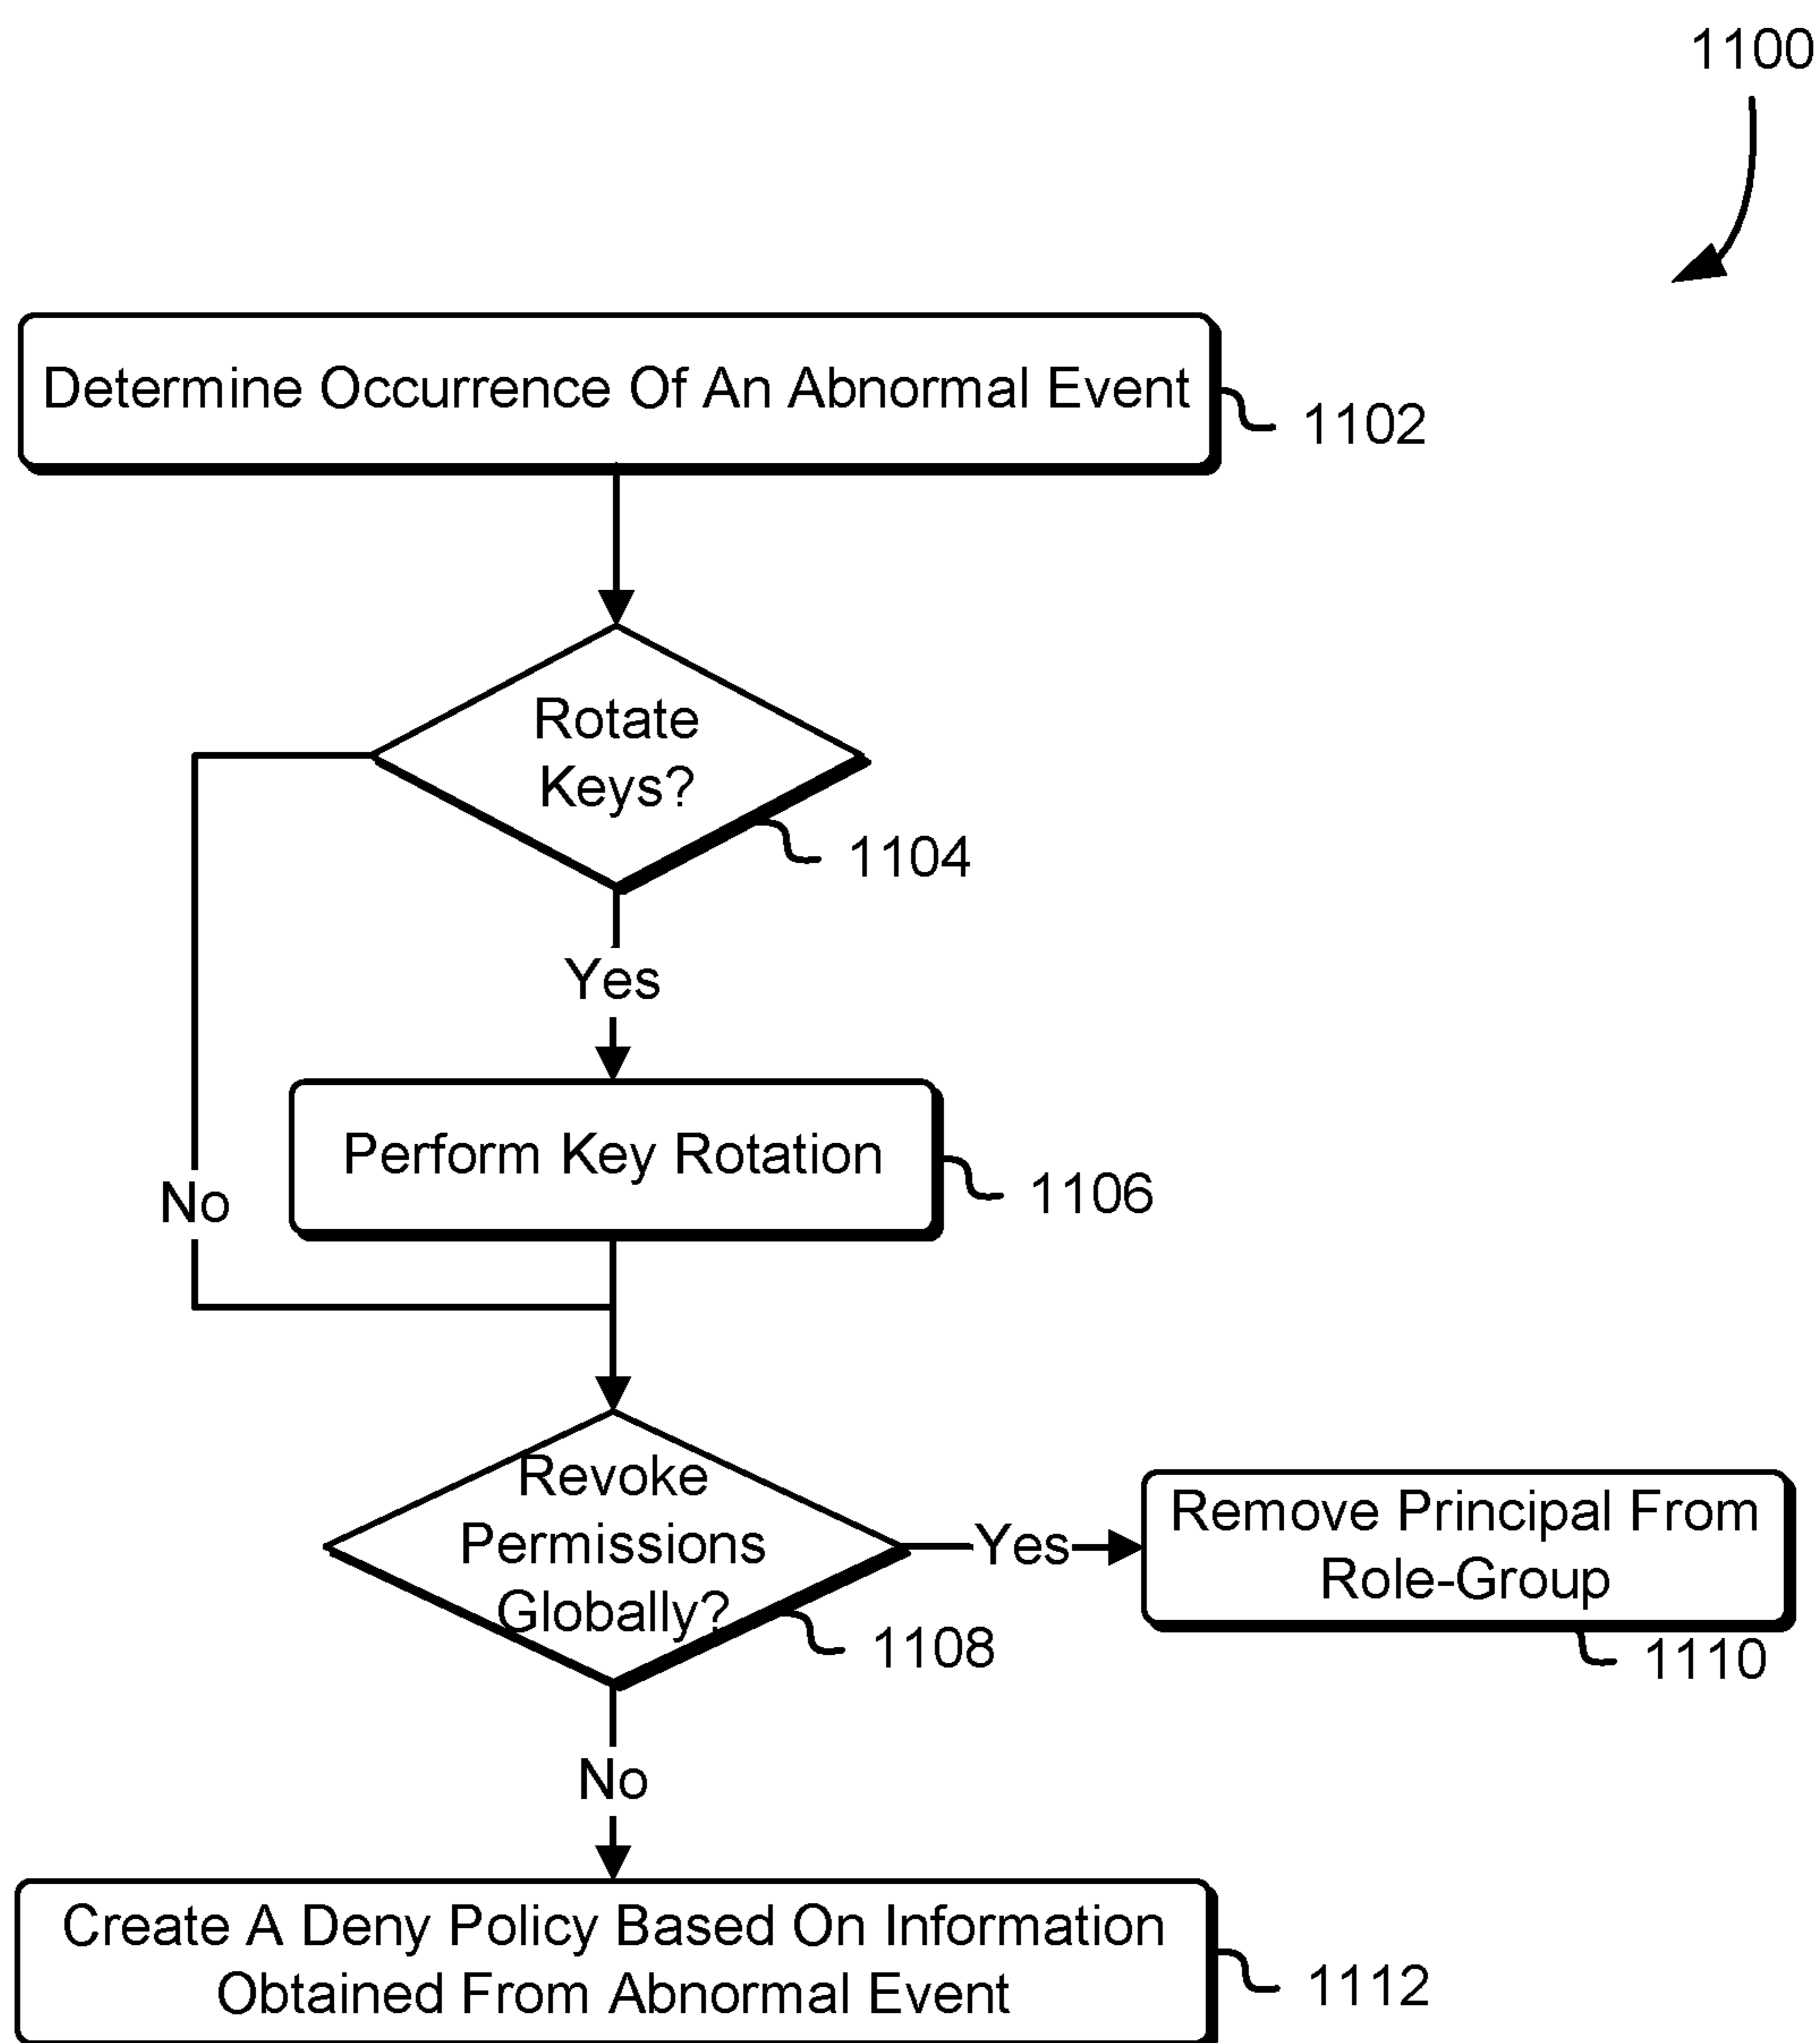 1100
Determine Occurrence Of An Abnormal Event
1102
Rotate
Keys?
1104
Yes
Perform Key Rotation
1106
No
Revoke
Permissions
Globally?
1108
Yes
Remove Principal From
Role-Group
1110
No
Create A Deny Policy Based On Information
Obtained From Abnormal Event
1112